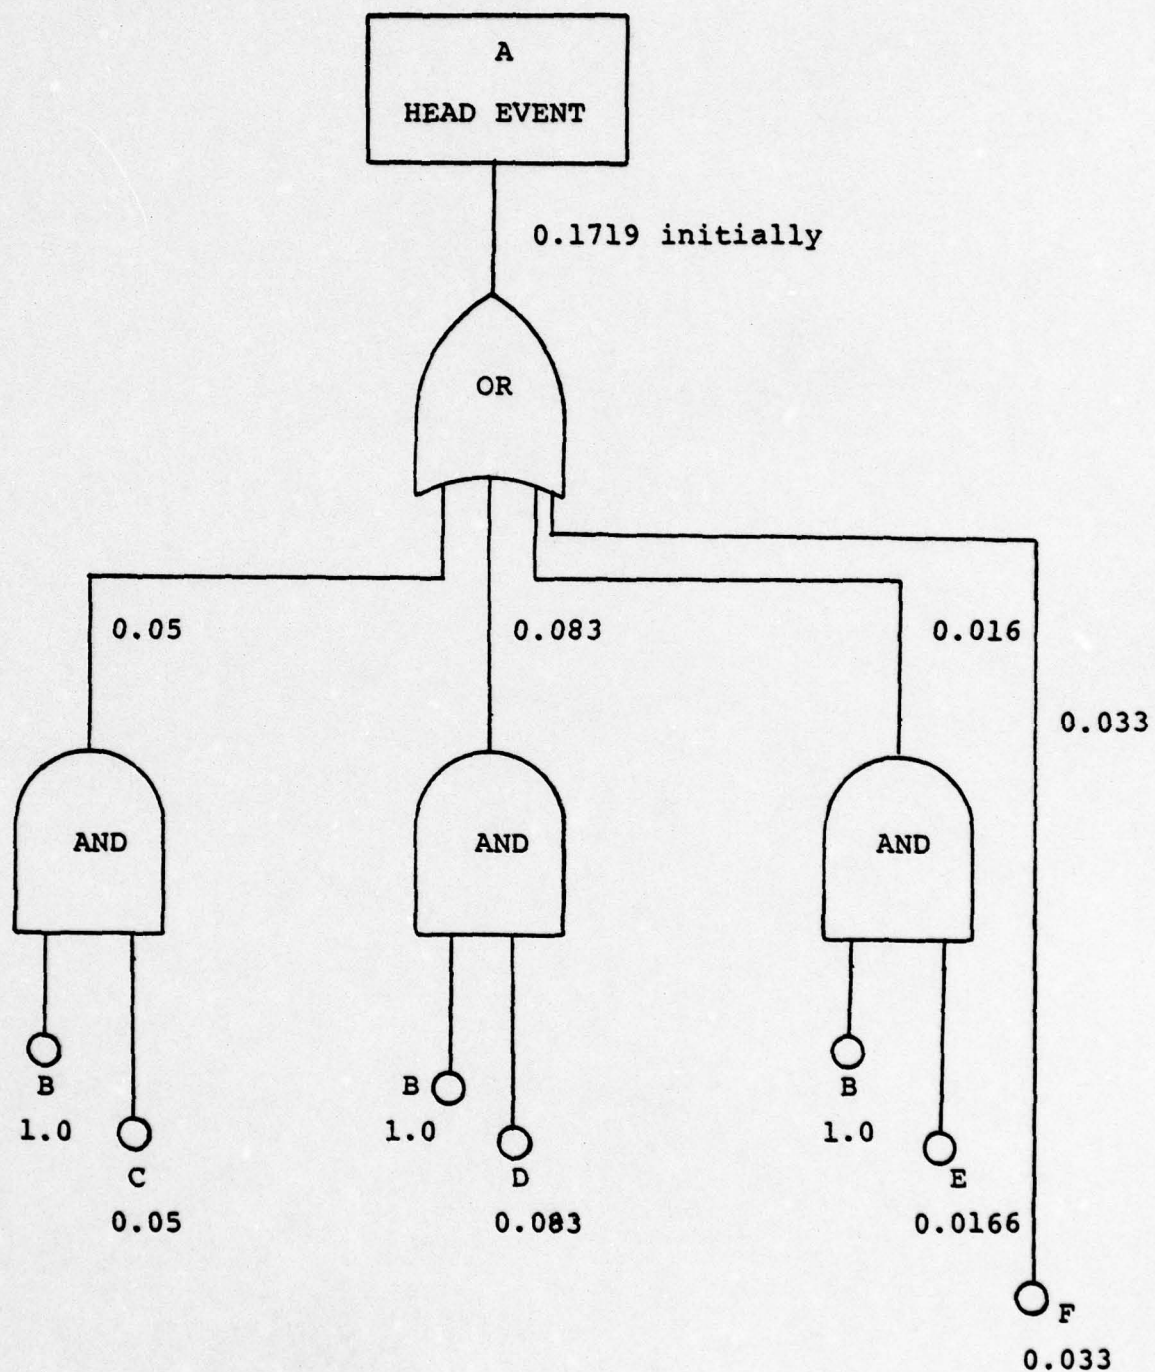 A
HEAD EVENT
0.1719 initially
OR
0.05
0.083
0.016
0.033
AND
AND
AND
B
1.0
C
0.05
B
1.0
D
0.083
B
1.0
E
0.0166
F
0.033